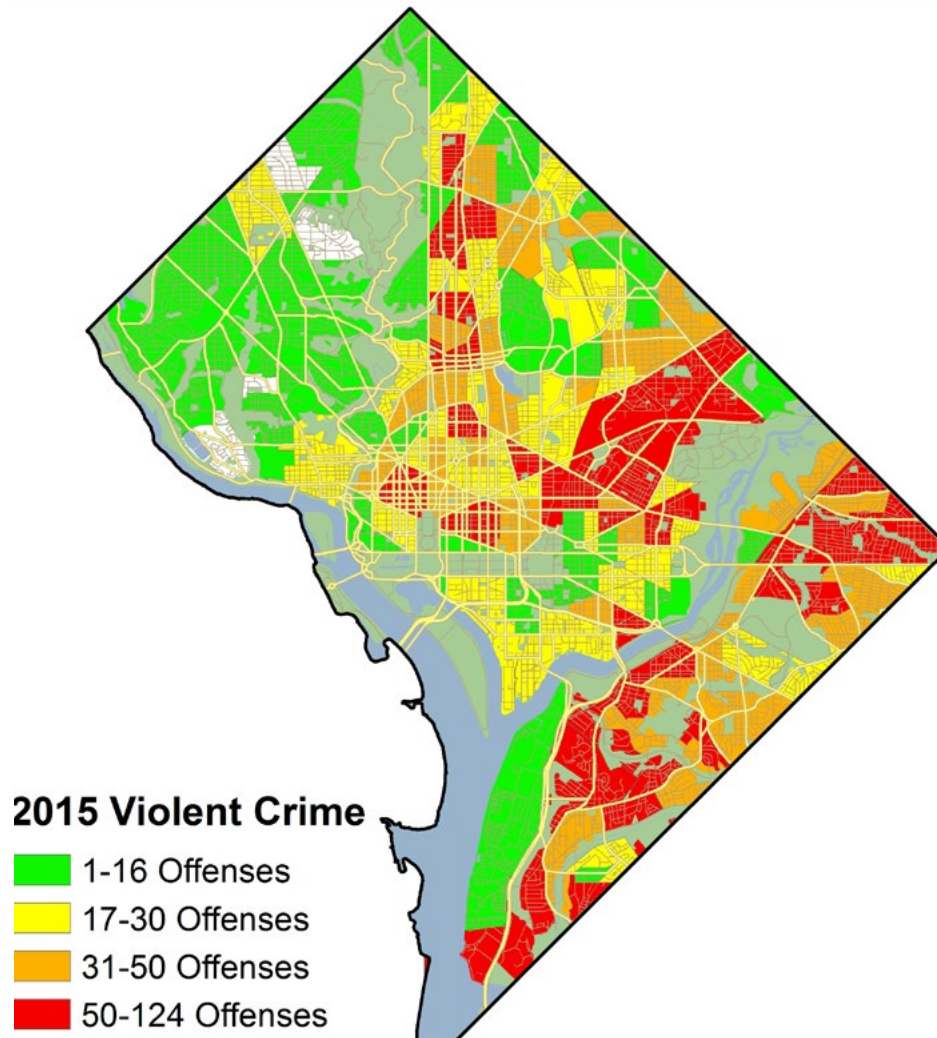 2015 Violent Crime
1-16 Offenses
17-30 Offenses
31-50 Offenses
50-124 Offenses